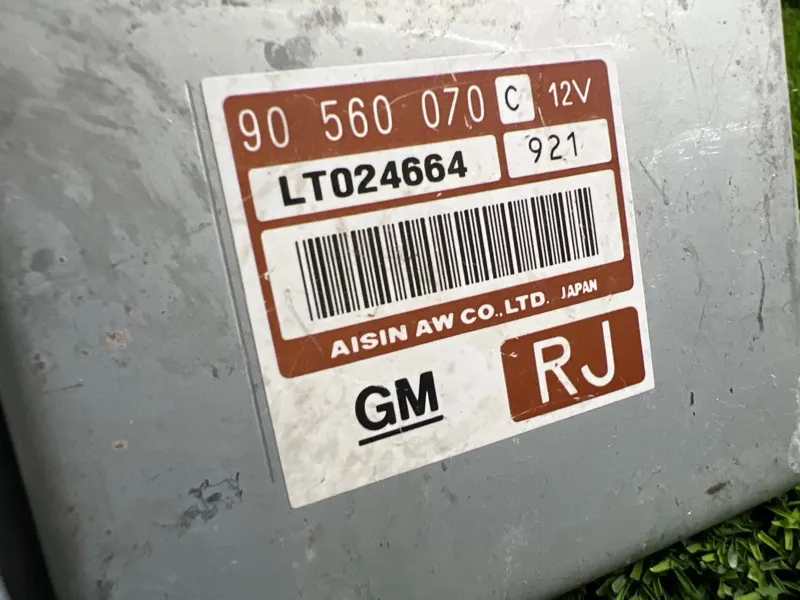 90 560 070 C 12V
LT024664 921
AISIN AW CO.,LTD. JAPAN
GM RJ